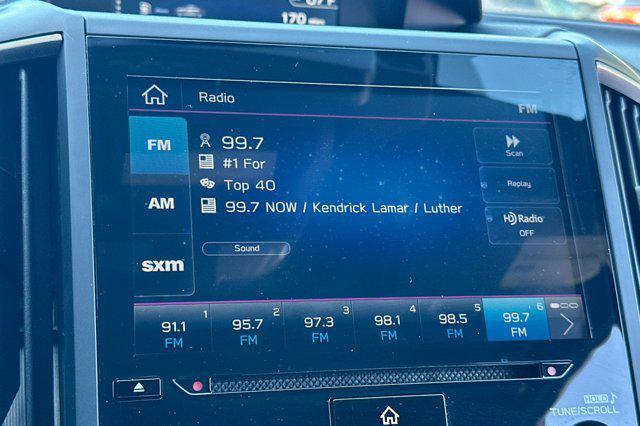 170 mi
Radio
FM
FM
99.7
#1 For
Scan
Top 40
Replay
AM
99.7 NOW / Kendrick Lamar / Luther
HD Radio
OFF
Sound
sxm
1
2
3
4
5
6
91.1
95.7
97.3
98.1
98.5
99.7
FM
FM
FM
FM
FM
FM
HOLD
TUNE/SCROLL